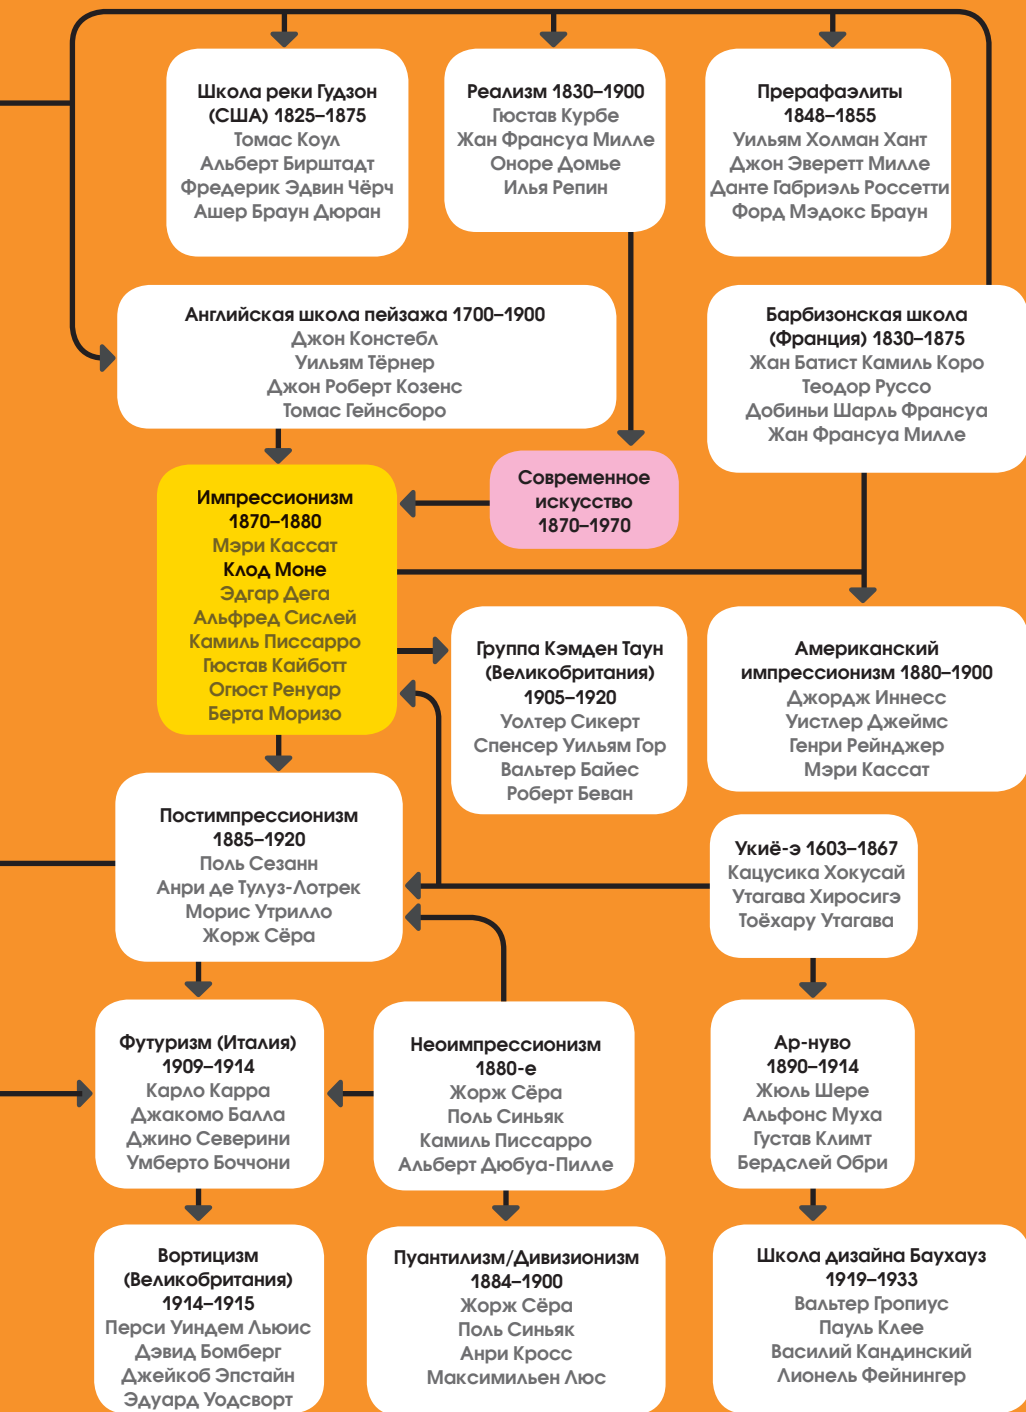 Школа реки Гудзон
(США) 1825–1875
Томас Коул
Альберт Бирштадт
Фредерик Эдвин Чёрч
Ашер Браун Дюран
Реализм 1830–1900
Гюстав Курбе
Жан Франсуа Милле
Оноре Домье
Илья Репин
Прерафаэлиты
1848–1855
Уильям Холман Хант
Джон Эверетт Милле
Данте Габриэль Россетти
Форд Мэдокс Браун
Английская школа пейзажа 1700–1900
Джон Констебл
Уильям Тёрнер
Джон Роберт Козенс
Томас Гейнсборо
Барбизонская школа
(Франция) 1830–1875
Жан Батист Камиль Коро
Теодор Руссо
Добиньи Шарль Франсуа
Жан Франсуа Милле
Импрессионизм
1870–1880
Мэри Кассат
Клод Моне
Эдгар Дега
Альфред Сислей
Камиль Писсарро
Гюстав Кайботт
Огюст Ренуар
Берта Моризо
Современное
искусство
1870–1970
Группа Кэмден Таун
(Великобритания)
1905–1920
Уолтер Сикерт
Спенсер Уильям Гор
Вальтер Байес
Роберт Беван
Американский
импрессионизм 1880–1900
Джордж Иннесс
Уистлер Джеймс
Генри Рейнджер
Мэри Кассат
Постимпрессионизм
1885–1920
Поль Сезанн
Анри де Тулуз-Лотрек
Морис Утрилло
Жорж Сёра
Укиё-э 1603–1867
Кацусика Хокусай
Утагава Хиросигэ
Тоёхару Утагава
Футуризм (Италия)
1909–1914
Карло Карра
Джакомо Балла
Джино Северини
Умберто Боччони
Неоимпрессионизм
1880-е
Жорж Сёра
Поль Синьяк
Камиль Писсарро
Альберт Дюбуа-Пилле
Ар-нуво
1890–1914
Жюль Шере
Альфонс Муха
Густав Климт
Бердслей Обри
Вортицизм
(Великобритания)
1914–1915
Перси Уиндем Льюис
Дэвид Бомберг
Джейкоб Эпстайн
Эдуард Уодсворт
Пуантилизм/Дивизионизм
1884–1900
Жорж Сёра
Поль Синьяк
Анри Кросс
Максимильен Люс
Школа дизайна Баухауз
1919–1933
Вальтер Гропиус
Пауль Клее
Василий Кандинский
Лионель Фейнингер